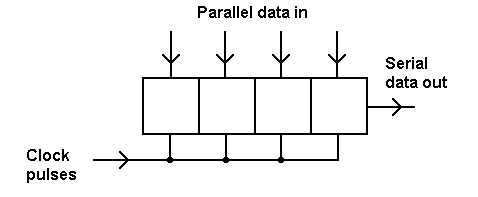 Parallel data in
Serial
data out
Clock
pulses